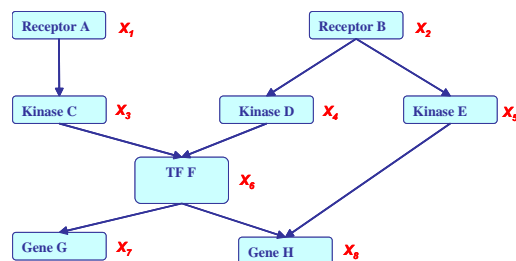 Receptor A X1 Receptor B X2
Kinase C X3 Kinase D X4 Kinase E X5
TF F X6
Gene G X7 Gene H X8